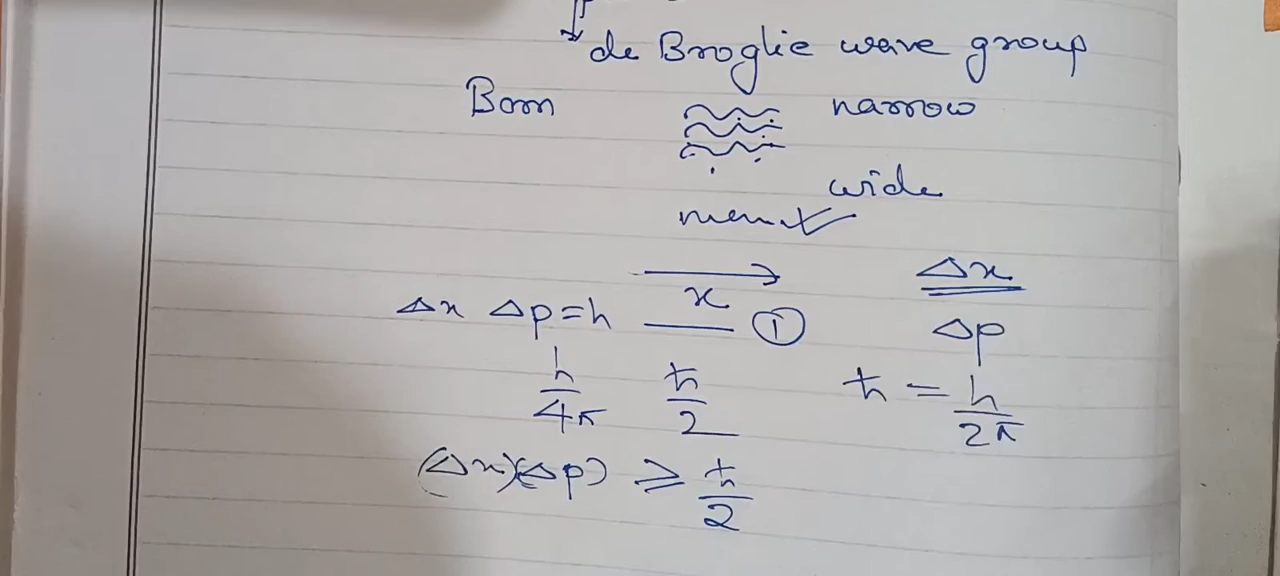 de Broglie wave group
Born narrow
wide
x Δx
Δx Δp=h ① Δp
h/4π ħ/2 ħ = h/2π
(Δx)(Δp) ≥ ħ/2